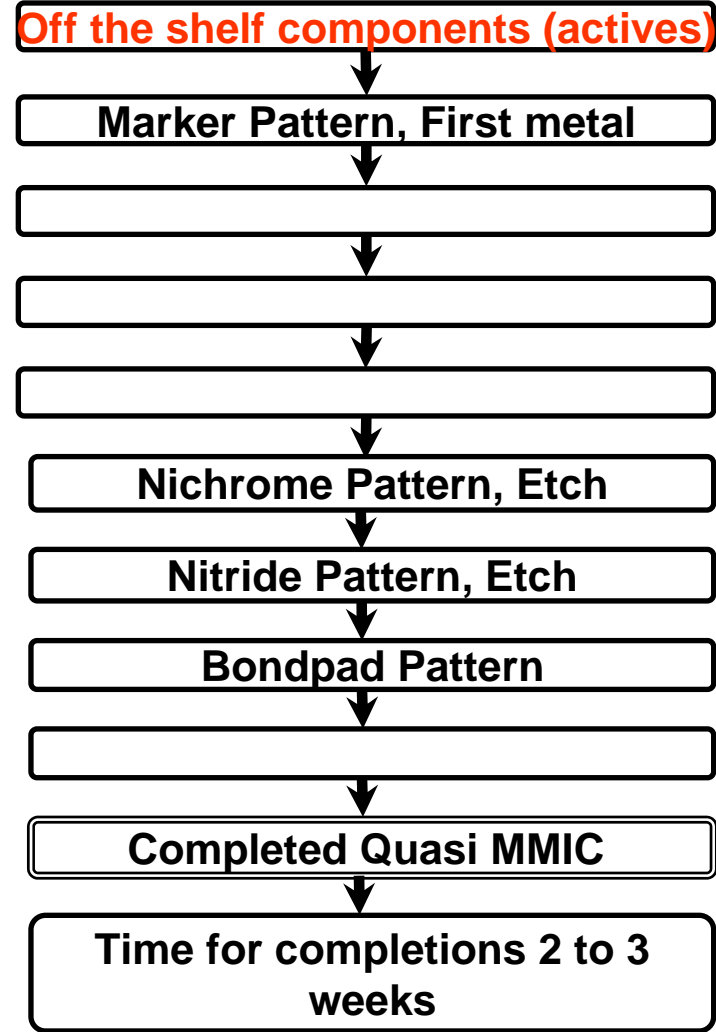 Off the shelf components (actives)
Marker Pattern, First metal
Nichrome Pattern, Etch
Nitride Pattern, Etch
Bondpad Pattern
Completed Quasi MMIC
Time for completions 2 to 3
weeks